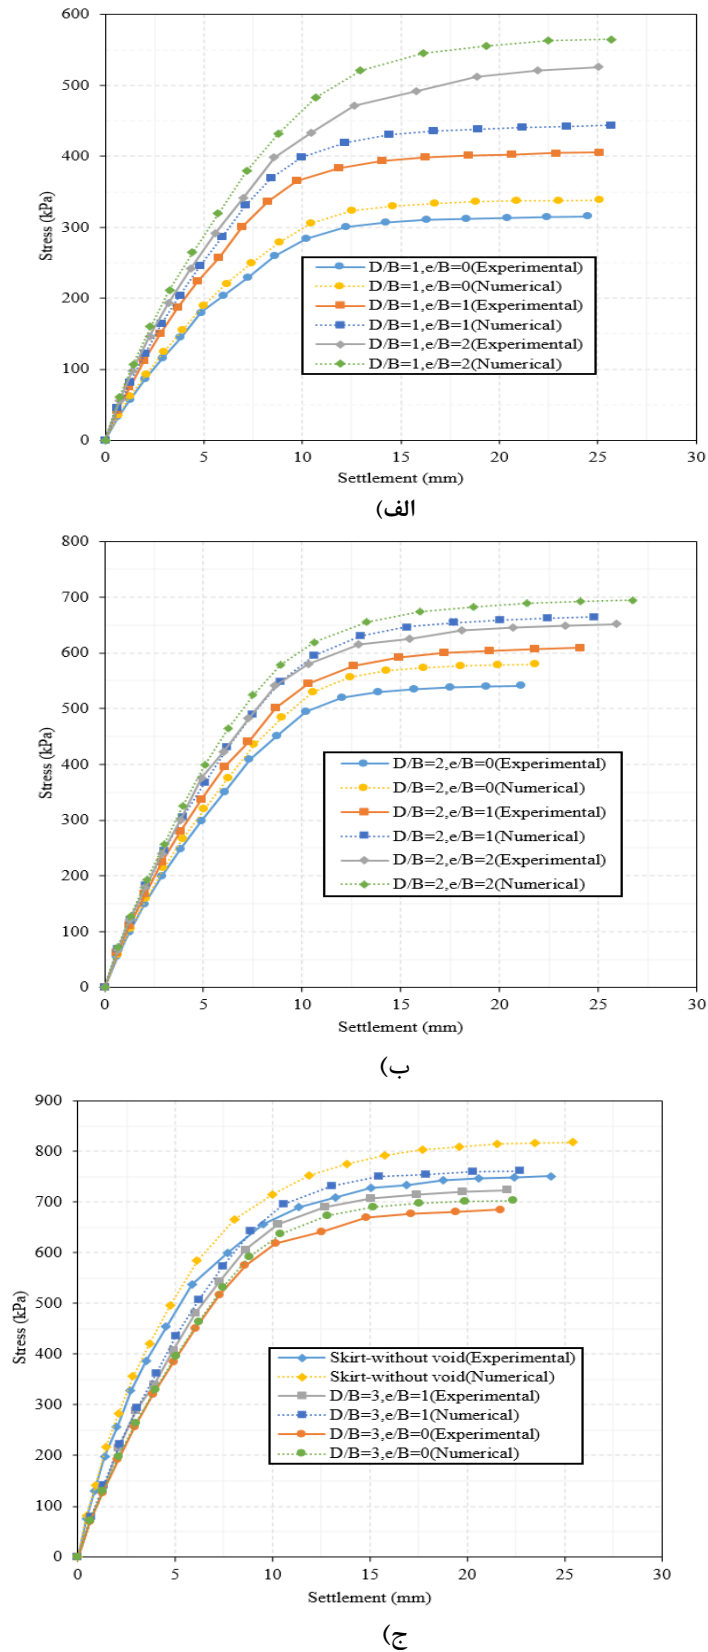 600
500
400
300
200
100
0
Stress (kPa)
D/B=1,e/B=0(Experimental)
D/B=1,e/B=0(Numerical)
D/B=1,e/B=1(Experimental)
D/B=1,e/B=1(Numerical)
D/B=1,e/B=2(Experimental)
D/B=1,e/B=2(Numerical)
0 5 10 15 20 25 30
Settlement (mm)
الف)
800
700
600
500
400
300
200
100
0
Stress (kPa)
D/B=2,e/B=0(Experimental)
D/B=2,e/B=0(Numerical)
D/B=2,e/B=1(Experimental)
D/B=2,e/B=1(Numerical)
D/B=2,e/B=2(Experimental)
D/B=2,e/B=2(Numerical)
0 5 10 15 20 25 30
Settlement (mm)
ب)
900
800
700
600
500
400
300
200
100
0
Stress (kPa)
Skirt-without void(Experimental)
Skirt-without void(Numerical)
D/B=3,e/B=1(Experimental)
D/B=3,e/B=1(Numerical)
D/B=3,e/B=0(Experimental)
D/B=3,e/B=0(Numerical)
0 5 10 15 20 25 30
Settlement (mm)
ج)